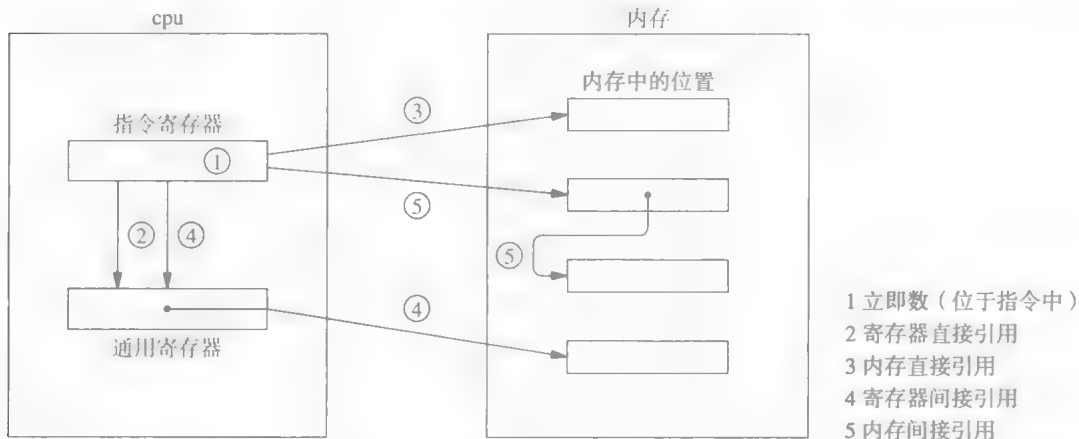 cpu
内存
内存中的位置
指令寄存器
①
③
⑤
②
④
⑤
④
通用寄存器
1 立即数（位于指令中）
2 寄存器直接引用
3 内存直接引用
4 寄存器间接引用
5 内存间接引用